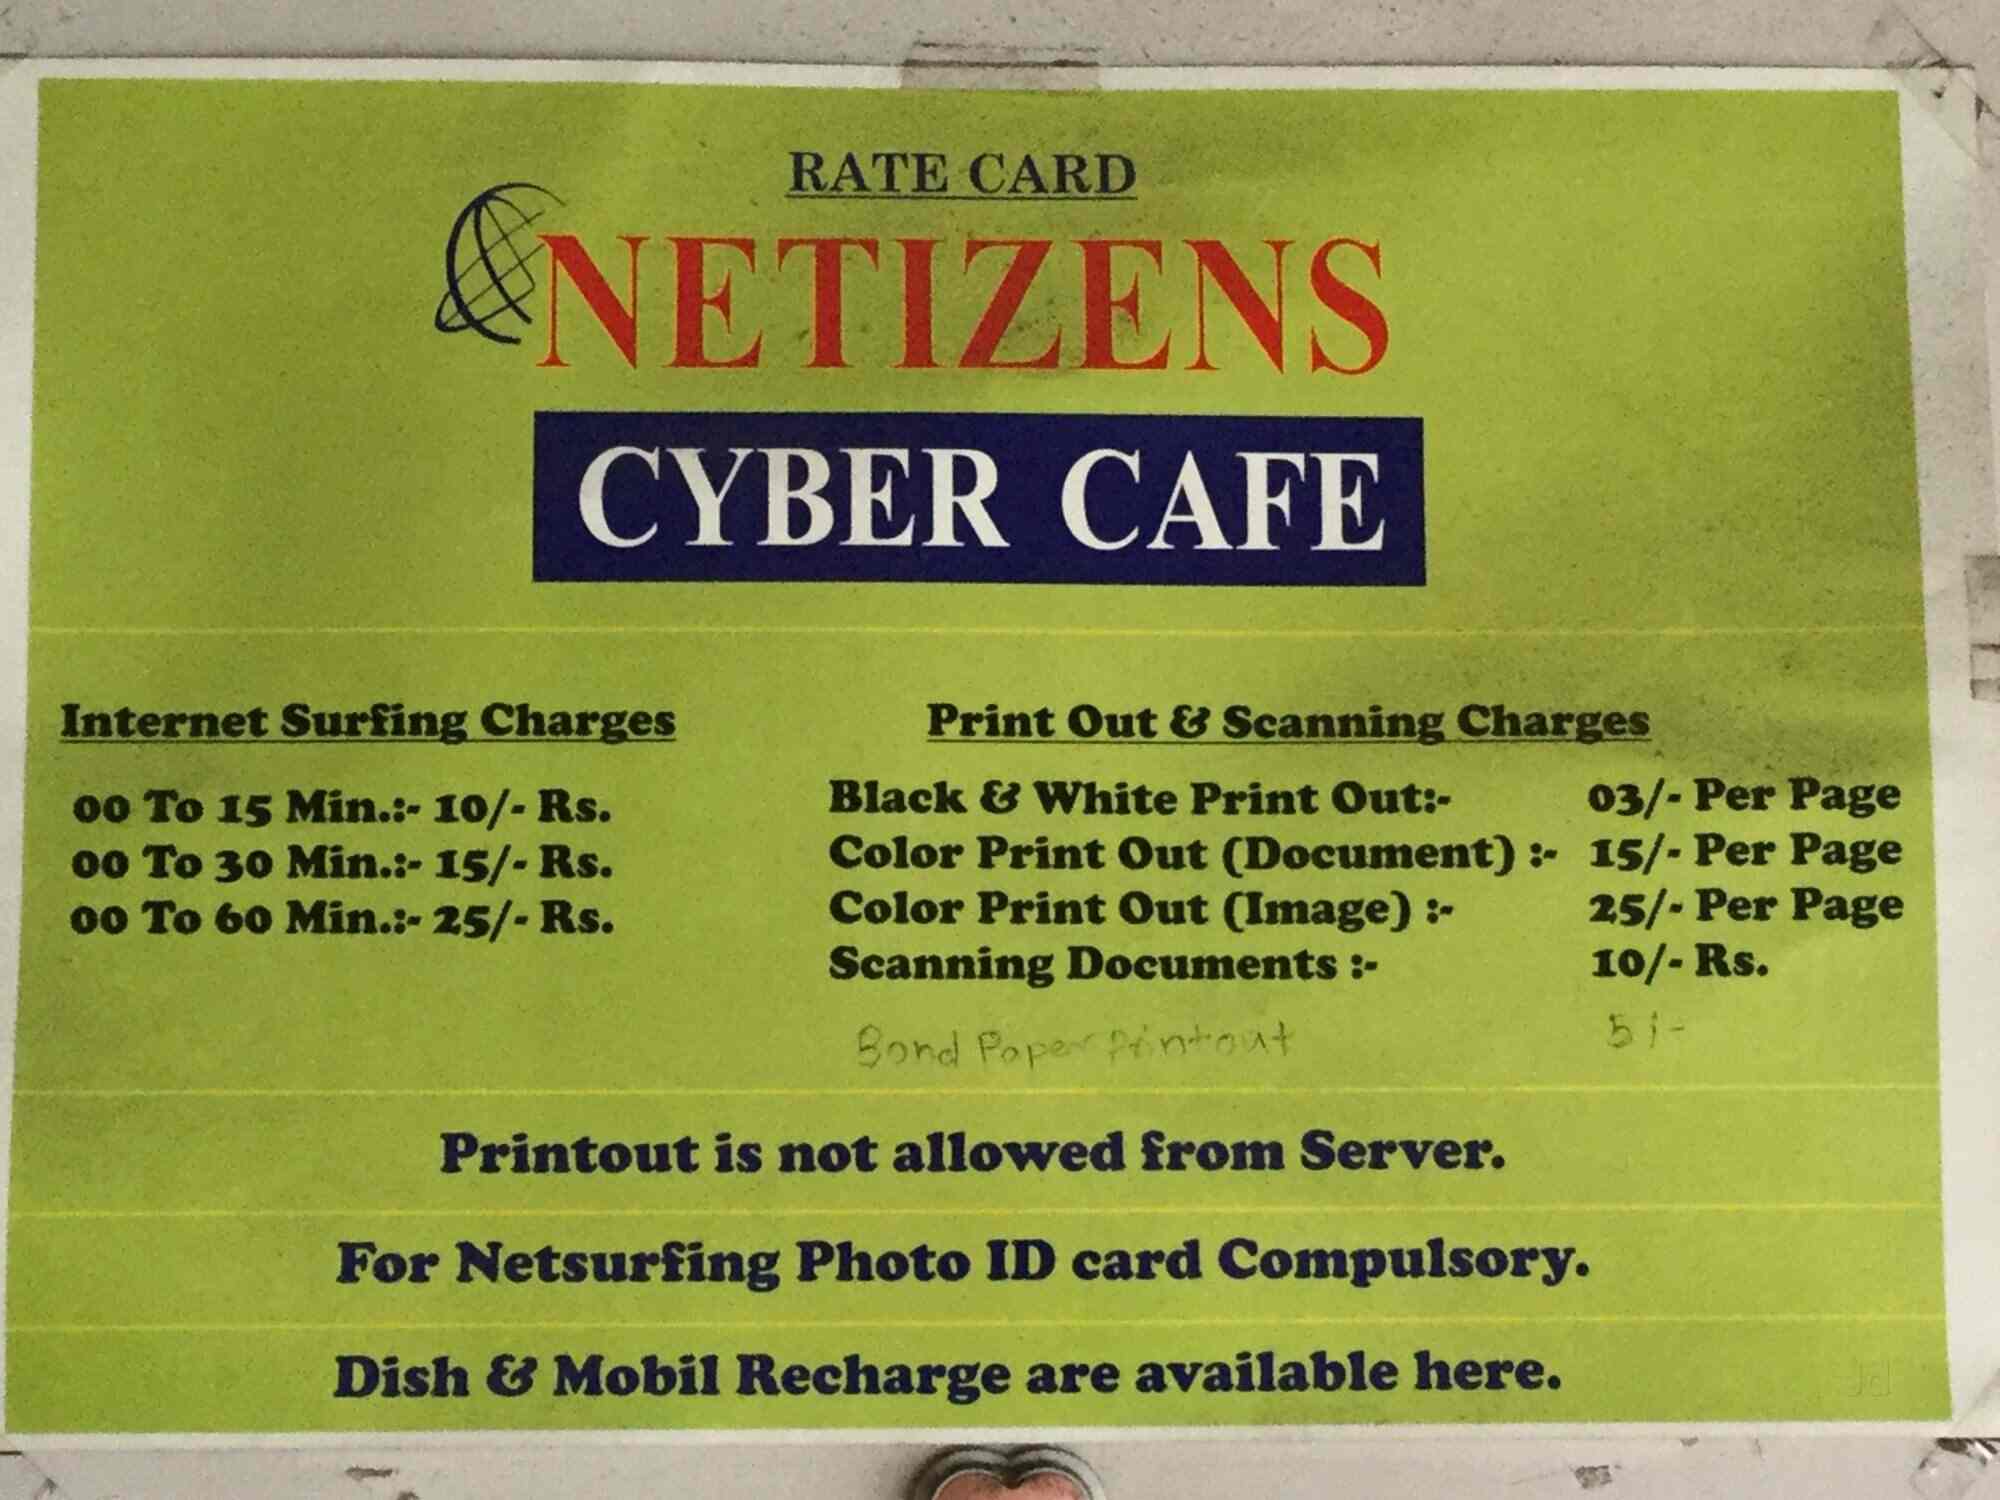 RATE CARD
NETIZENS
CYBER CAFE
Internet Surfing Charges
00 To 15 Min.:- 10/- Rs.
00 To 30 Min.:- 15/- Rs.
00 To 60 Min.:- 25/- Rs.
Print Out & Scanning Charges
Black & White Print Out:- 03/- Per Page
Color Print Out (Document) :- 15/- Per Page
Color Print Out (Image) :- 25/- Per Page
Scanning Documents :- 10/- Rs.
Bond Paper Printout 5/-
Printout is not allowed from Server.
For Netsurfing Photo ID card Compulsory.
Dish & Mobil Recharge are available here.
Jd